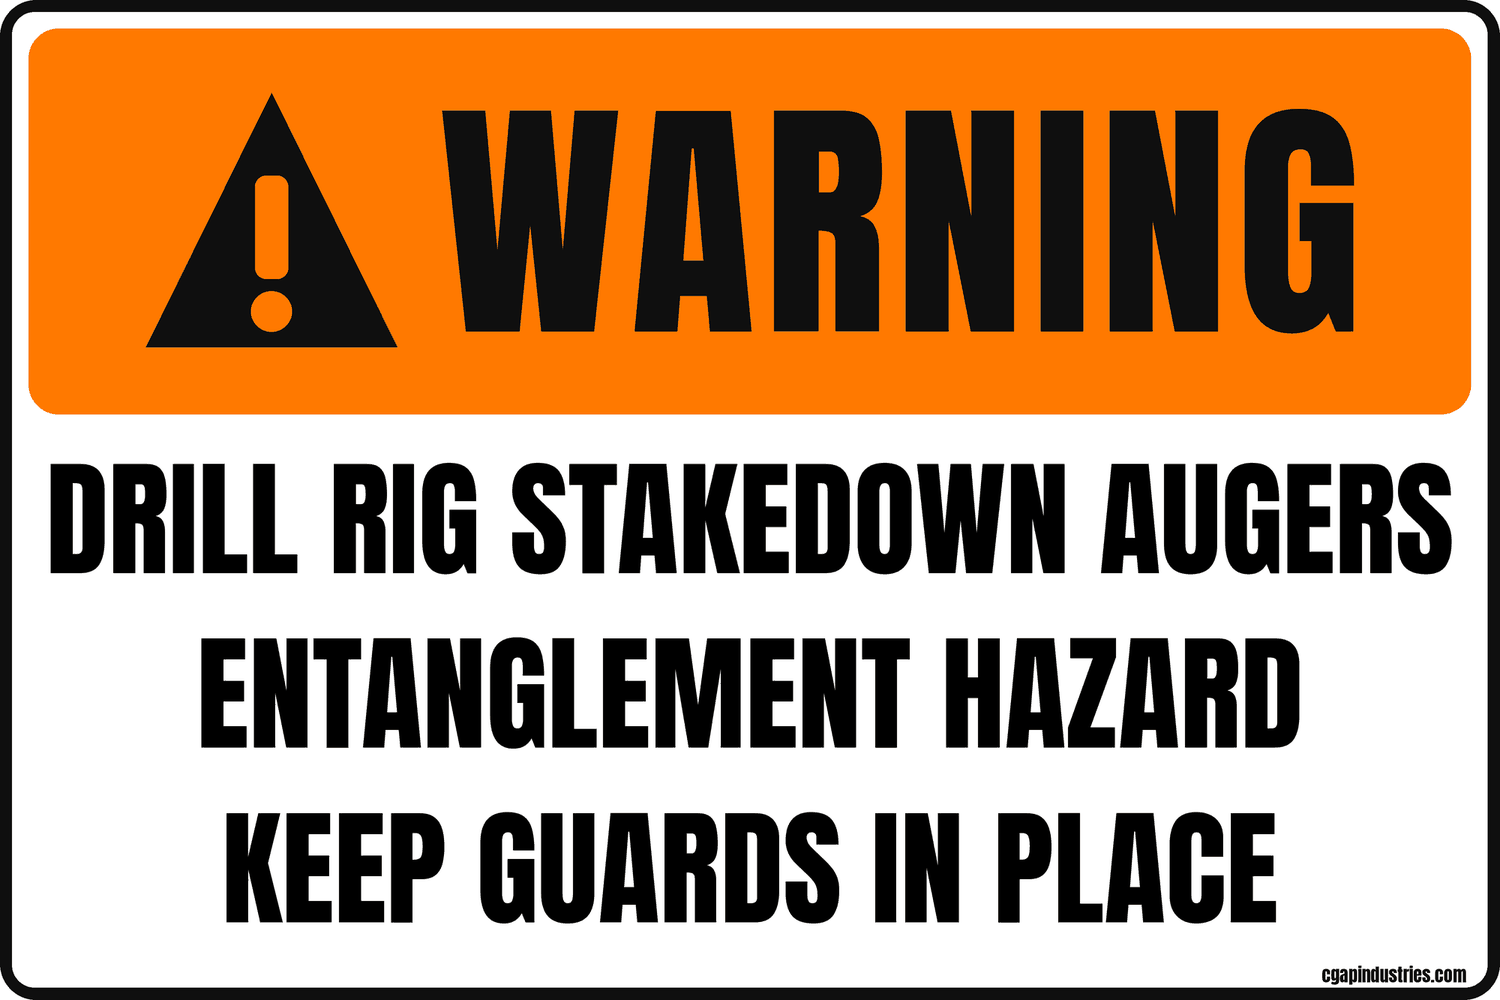 WARNING
DRILL RIG STAKEDOWN AUGERS
ENTANGLEMENT HAZARD
KEEP GUARDS IN PLACE
cgapindustries.com